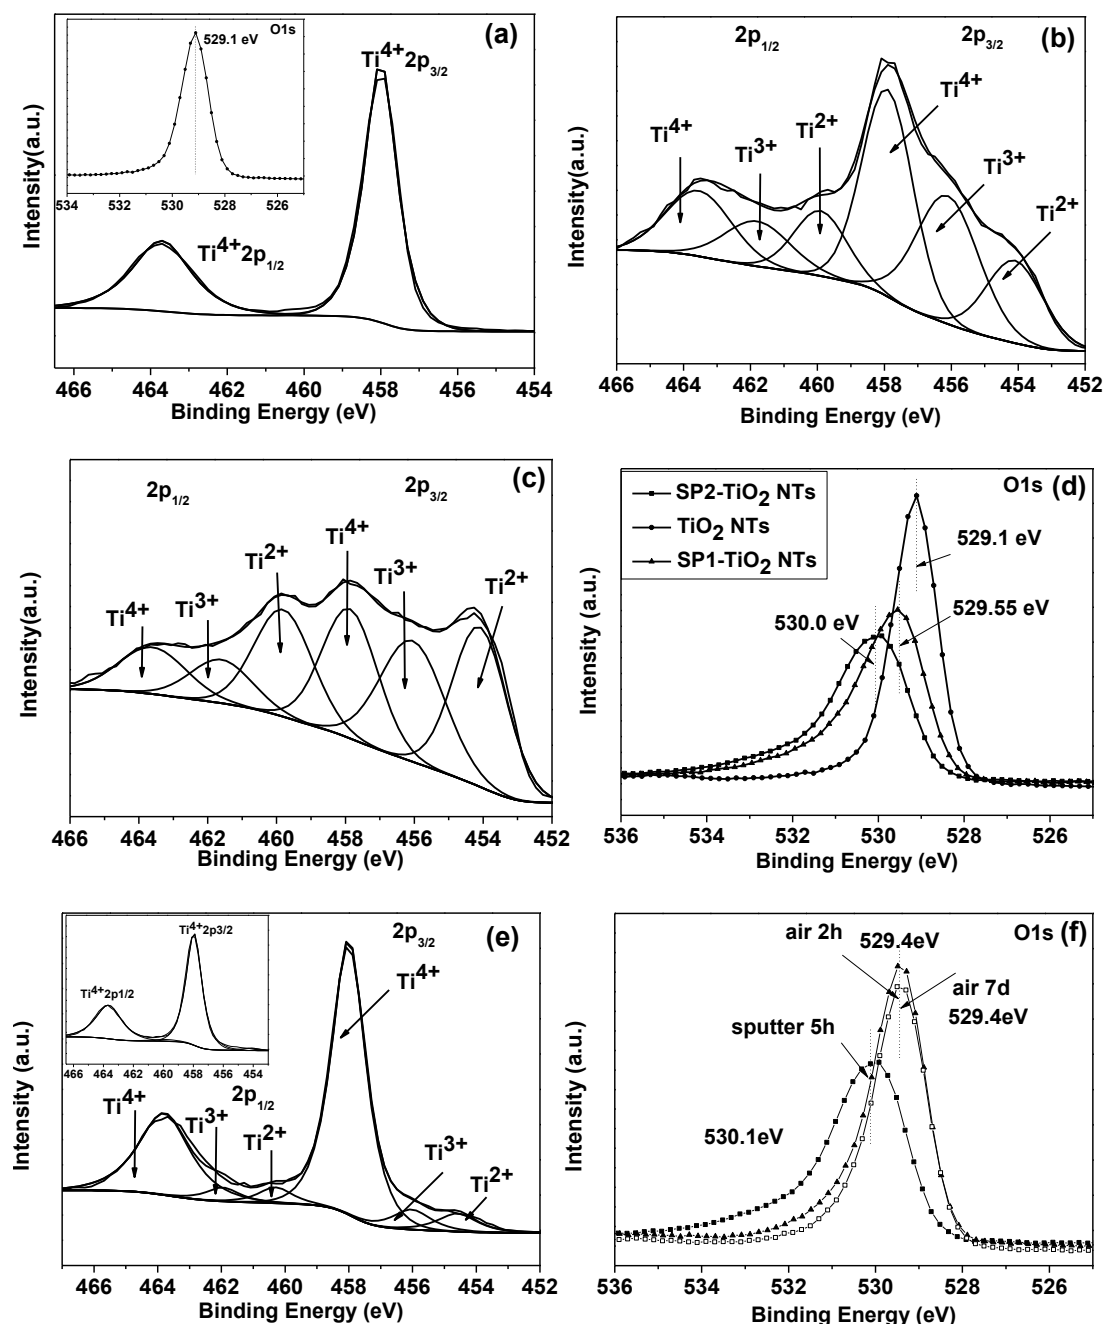 O1s
529.1 eV
534 532 530 528 526
(a)
Ti4+2p3/2
Ti4+2p1/2
Intensity(a.u.)
466 464 462 460 458 456 454
Binding Energy (eV)
2p1/2
2p3/2
(b)
Ti4+
Ti4+
Ti3+
Ti2+
Ti3+
Ti2+
Intensity(a.u.)
466 464 462 460 458 456 454 452
Binding Energy (eV)
(c)
2p1/2
2p3/2
Ti4+
Ti2+
Ti3+
Ti2+
Ti4+
Ti3+
Intensity (a.u.)
466 464 462 460 458 456 454 452
Binding Energy (eV)
SP2-TiO2 NTs
TiO2 NTs
SP1-TiO2 NTs
O1s
(d)
529.1 eV
530.0 eV
529.55 eV
Intensity (a.u.)
536 534 532 530 528 526
Binding Energy (eV)
Ti4+2p3/2
Ti4+2p1/2
466 464 462 460 458 456 454
2p3/2
(e)
Ti4+
2p1/2
Ti4+
Ti3+
Ti2+
Ti3+
Ti2+
Intensity (a.u.)
466 464 462 460 458 456 454 452
Binding Energy (eV)
air 2h
529.4eV
O1s
(f)
air 7d
529.4eV
sputter 5h
530.1eV
Intensity (a.u.)
536 534 532 530 528 526
Binding Energy (eV)